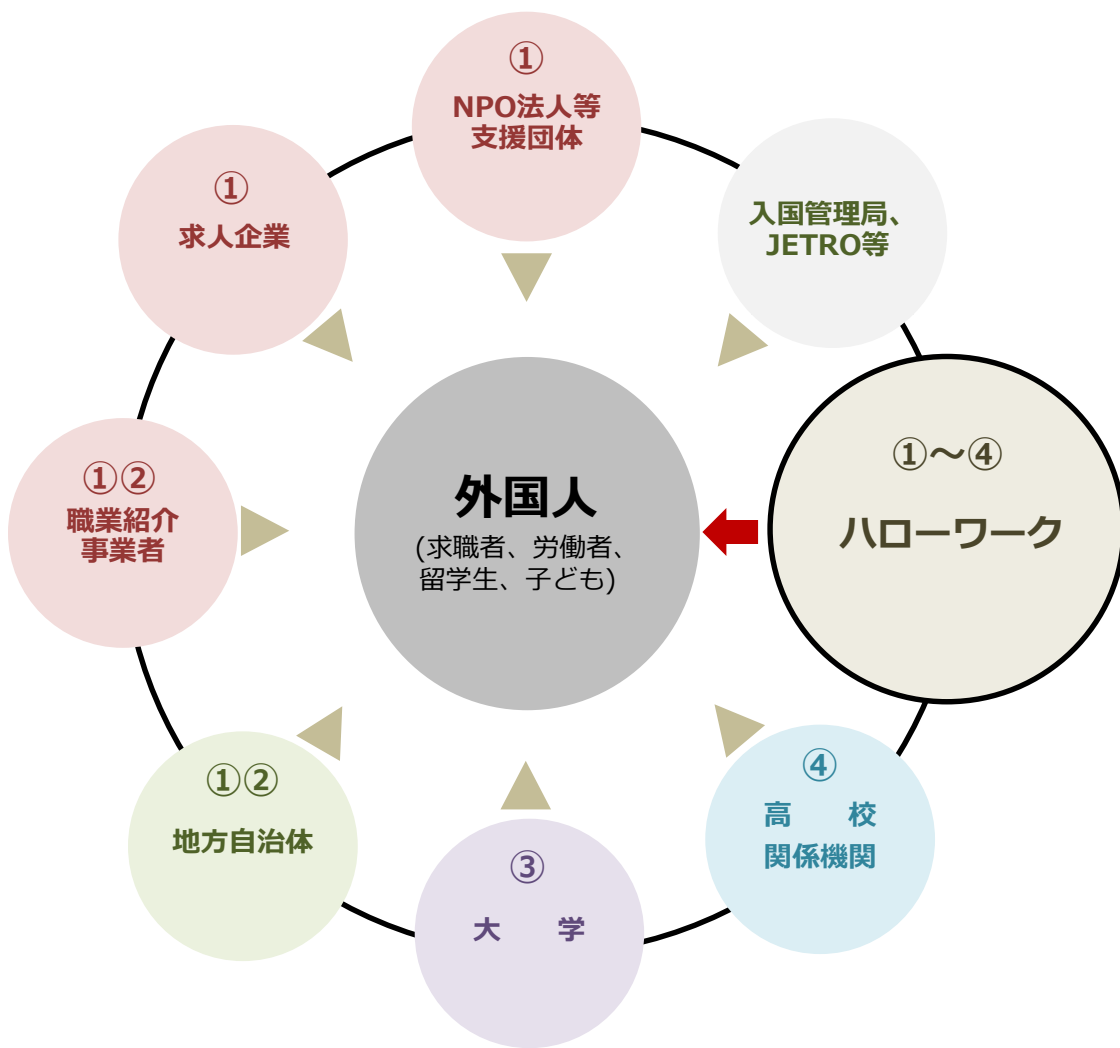 ①
NPO法人等
支援団体
①
求人企業
入国管理局、
JETRO等
①②
職業紹介
事業者
外国人
(求職者、労働者、
留学生、子ども)
①～④
ハローワーク
①②
地方自治体
③
大　　学
④
高　　校
関係機関